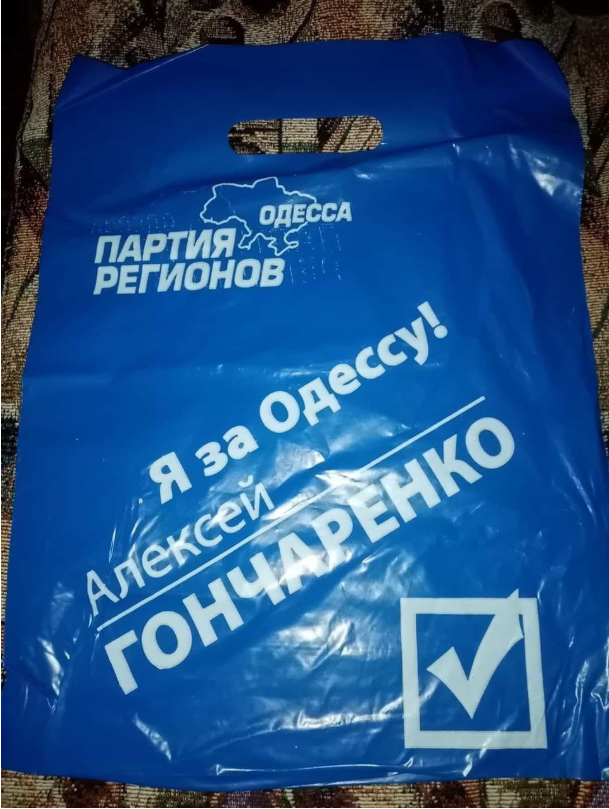 ОДЕССА
ПАРТИЯ
РЕГИОНОВ
Я за Одессу!
Алексей
ГОНЧАРЕНКО